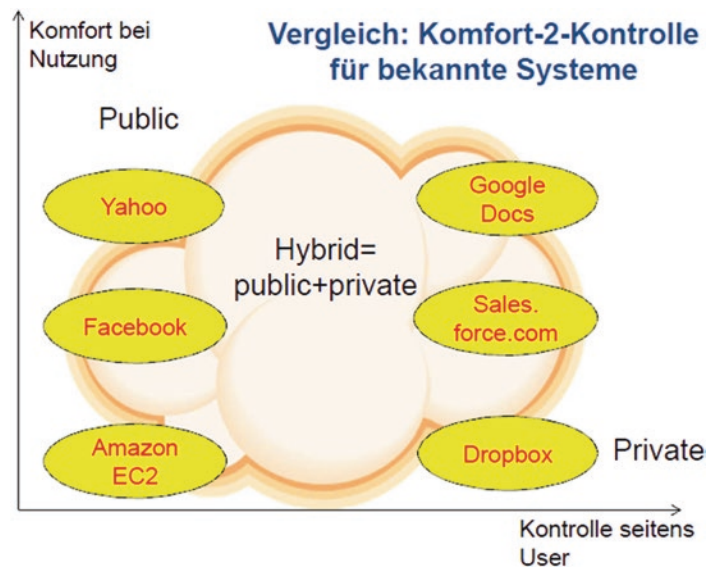 Komfort bei
Nutzung
Vergleich: Komfort-2-Kontrolle
für bekannte Systeme
Public
Yahoo
Google
Docs
Hybrid=
public+private
Facebook
Sales.
force.com
Amazon
EC2
Dropbox
Private
Kontrolle seitens
User